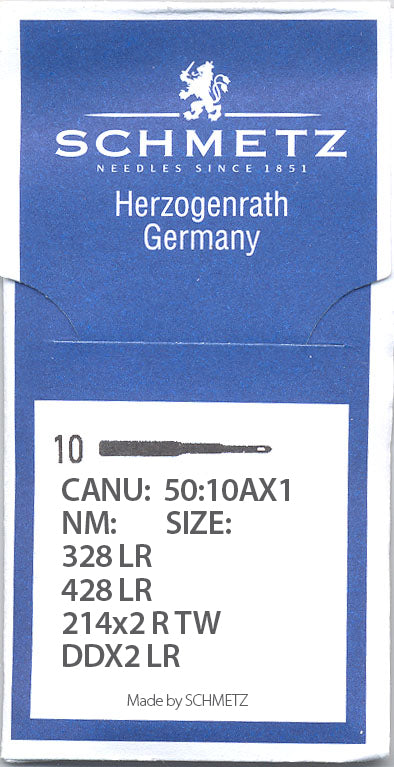 SCHMETZ
NEEDLES SINCE 1851
Herzogenrath
Germany
10
CANU: 50:10AX1
NM: SIZE:
328 LR
428 LR
214x2 R TW
DDX2 LR
Made by SCHMETZ